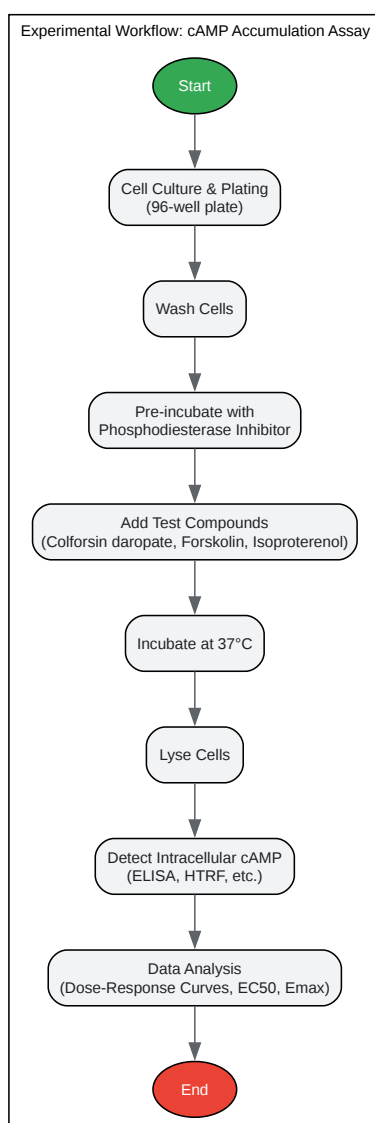 Experimental Workflow: cAMP Accumulation Assay
Start
Cell Culture & Plating
(96-well plate)
Wash Cells
Pre-incubate with
Phosphodiesterase Inhibitor
Add Test Compounds
(Colforsin daropate, Forskolin, Isoproterenol)
Incubate at 37°C
Lyse Cells
Detect Intracellular cAMP
(ELISA, HTRF, etc.)
Data Analysis
(Dose-Response Curves, EC50, Emax)
End